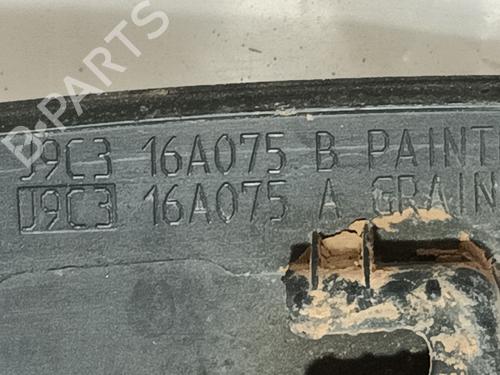 B-PARTS
J9C3 16A075 B PAINT
J9C3 16A075 A GRAIN